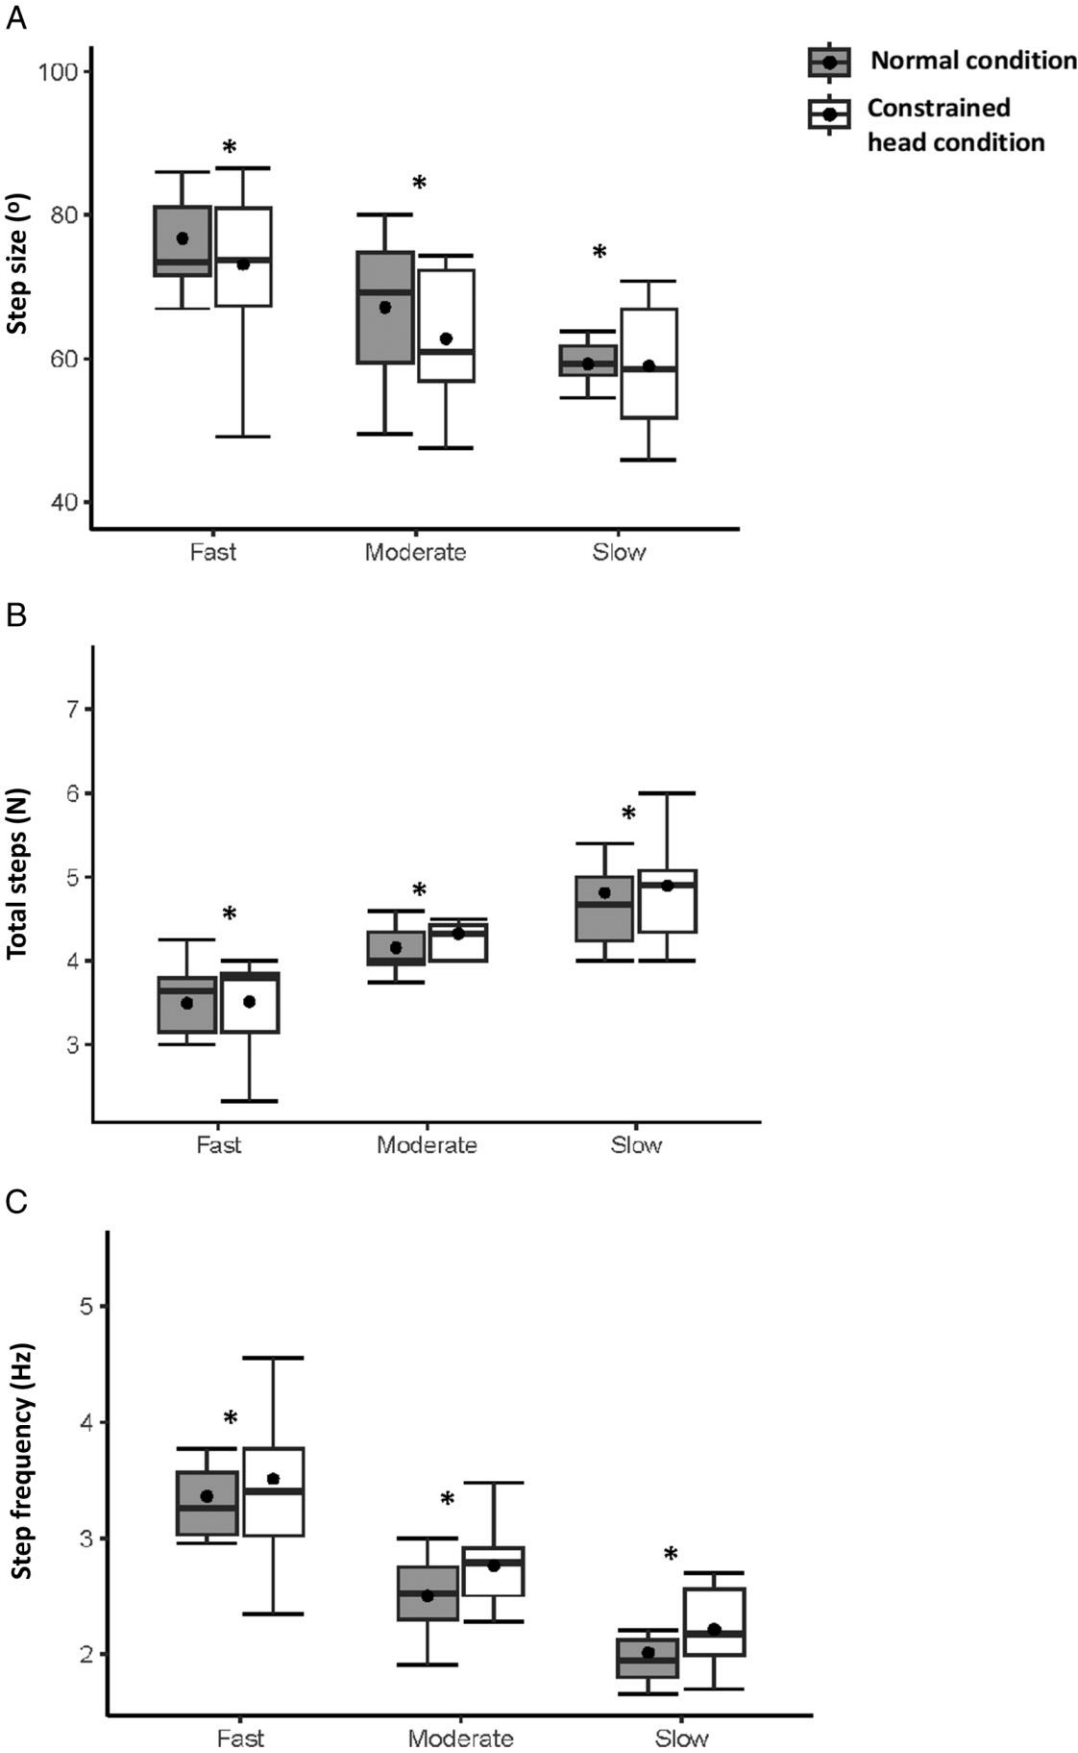 A
Normal condition
Constrained
head condition
Step size (º)
100
80
60
40
*
*
*
Fast Moderate Slow
B
Total steps (N)
7
6
5
4
3
*
*
*
Fast Moderate Slow
C
Step frequency (Hz)
5
4
3
2
*
*
*
Fast Moderate Slow